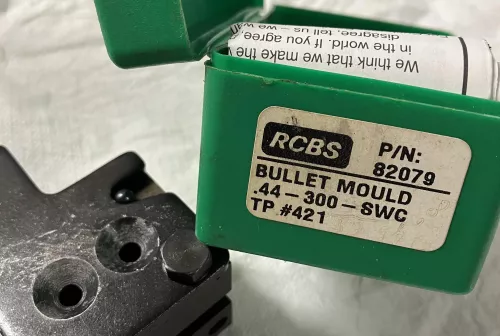 We think that we make the
in the world. If you agree,
disagree, tell us – we w
RCBS
P/N:
82079
BULLET MOULD
.44-300-SWC
TP #421